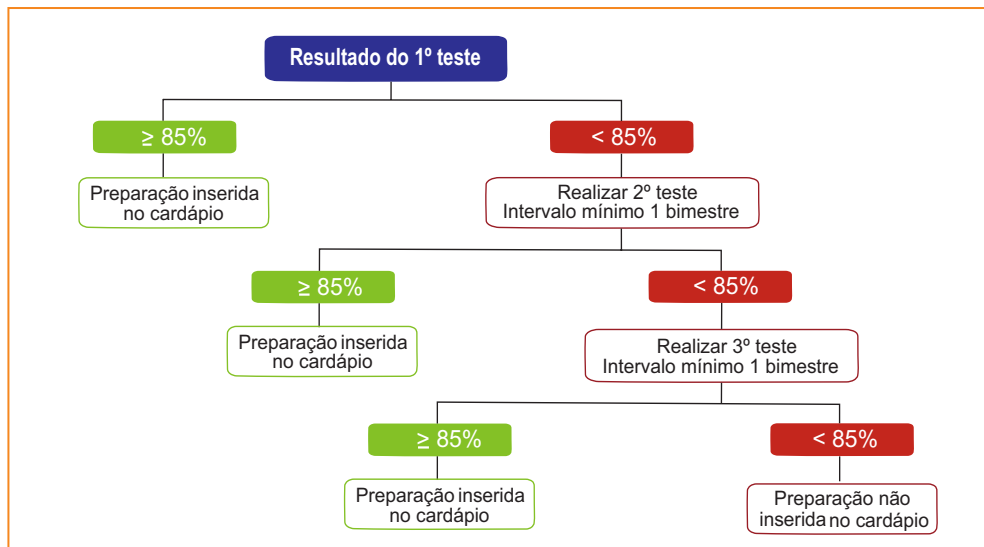 Resultado do 1º teste
≥ 85%
< 85%
Preparação inserida
no cardápio
Realizar 2º teste
Intervalo mínimo 1 bimestre
≥ 85%
< 85%
Preparação inserida
no cardápio
Realizar 3º teste
Intervalo mínimo 1 bimestre
≥ 85%
< 85%
Preparação inserida
no cardápio
Preparação não
inserida no cardápio